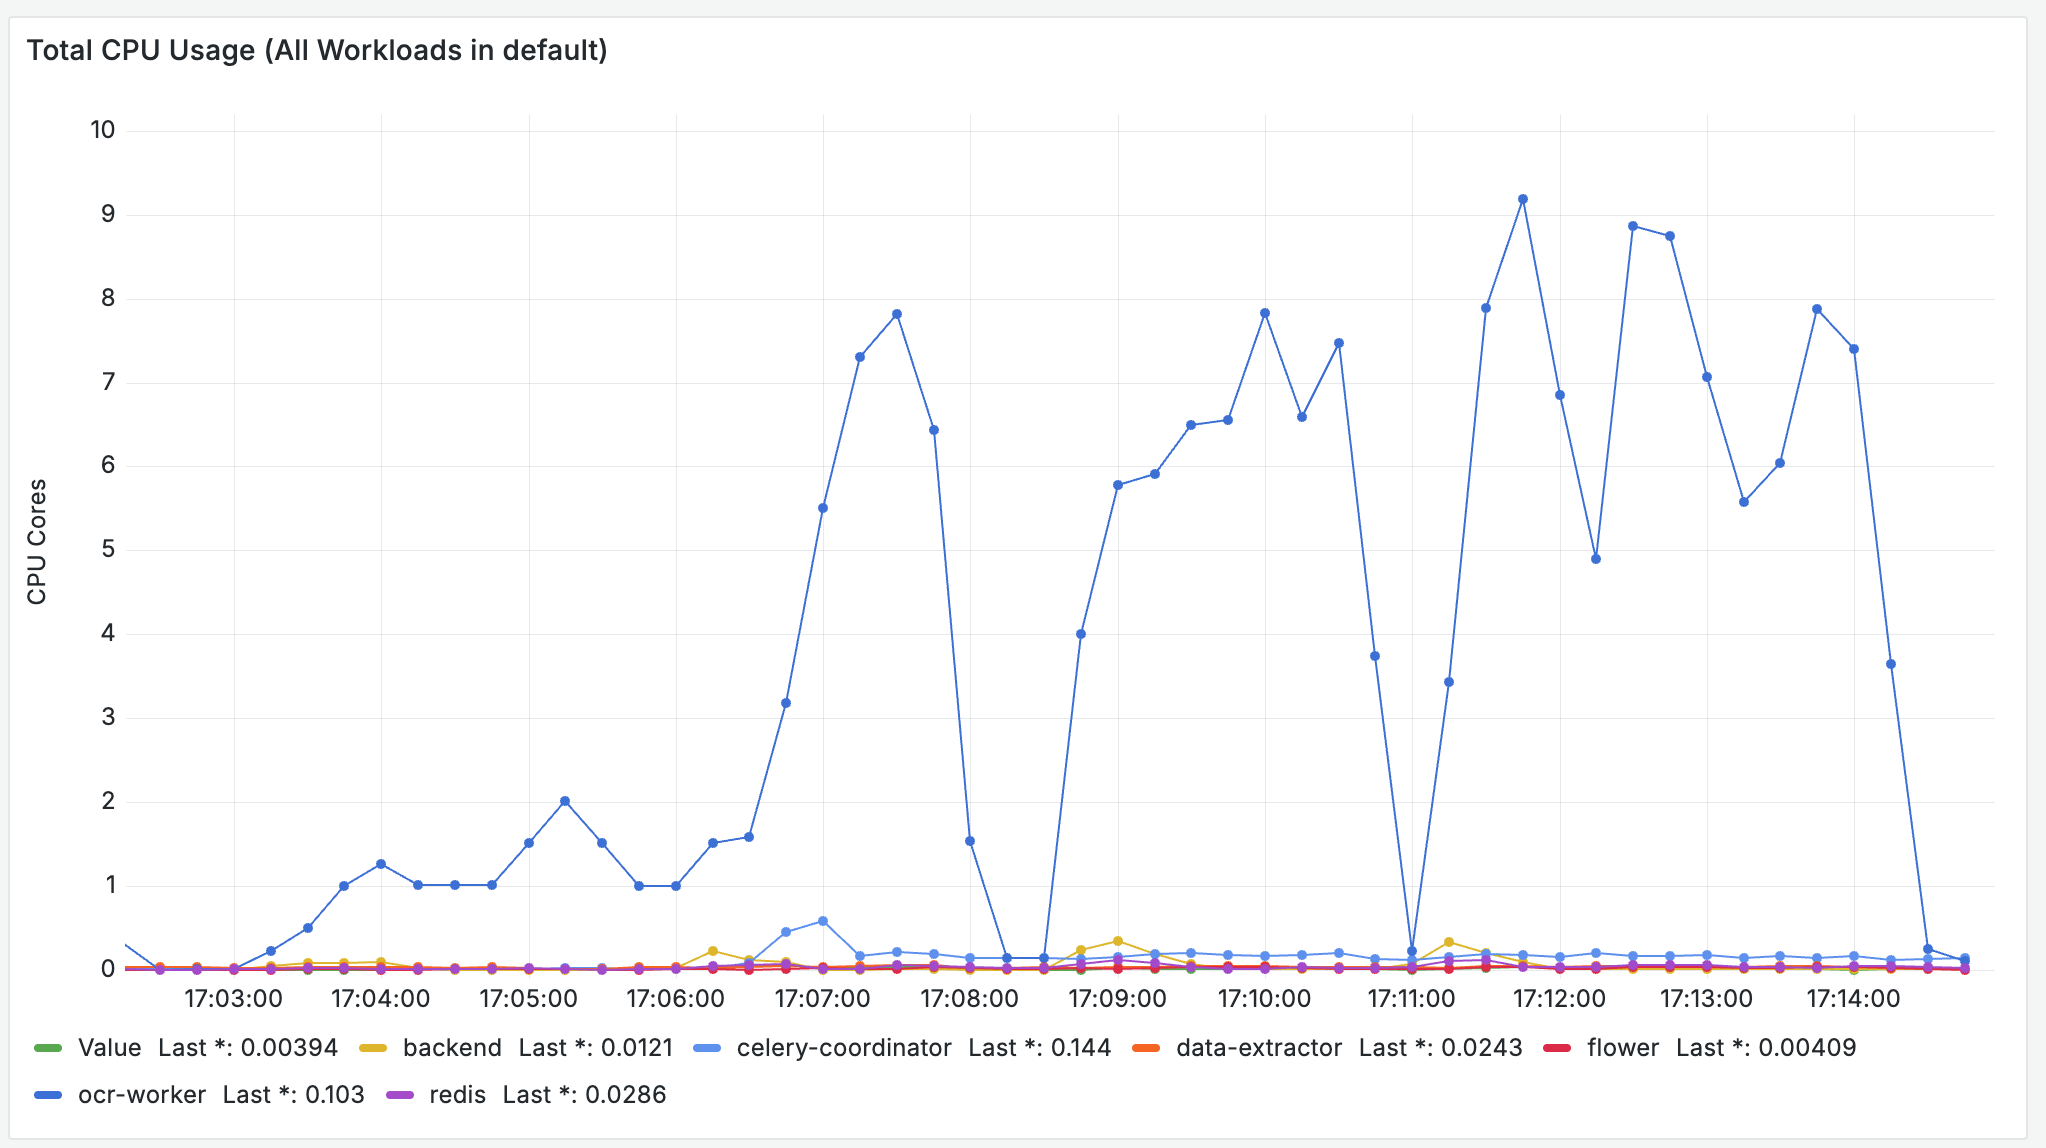 Total CPU Usage (All Workloads in default)
10
9
8
7
6
5
4
3
2
1
0
CPU Cores
17:03:00 17:04:00 17:05:00 17:06:00 17:07:00 17:08:00 17:09:00 17:10:00 17:11:00 17:12:00 17:13:00 17:14:00
Value Last *: 0.00394 backend Last *: 0.0121 celery-coordinator Last *: 0.144 data-extractor Last *: 0.0243 flower Last *: 0.00409
ocr-worker Last *: 0.103 redis Last *: 0.0286